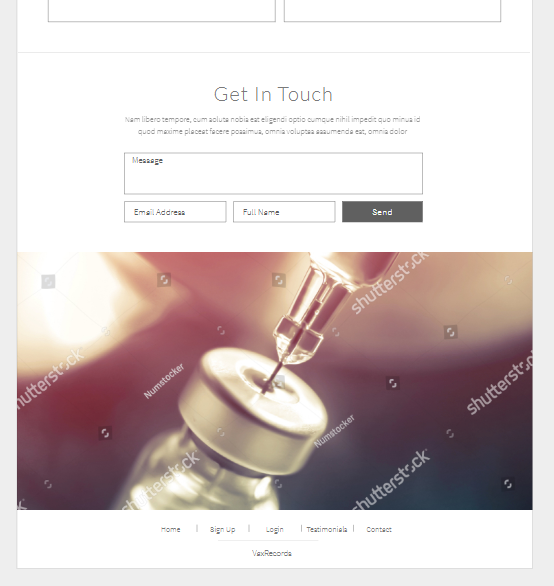 Get In Touch
Nam libero tempore, cum soluta nobis est eligendi optio cumque nihil impedit quo minus id
quod maxime placeat facere possimus, omnis voluptas assumenda est, omnis dolor
Message
Email Address
Full Name
Send
shutterstock
shutterstock
Numstocker
shutterstock
Numstocker
shutterstock
shutterstock
Home | Sign Up | Login | Testimonials | Contact
VaxRecords